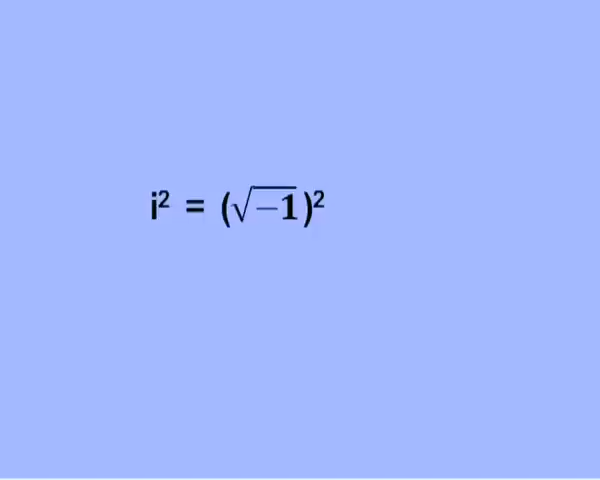 i² = (√−1)²